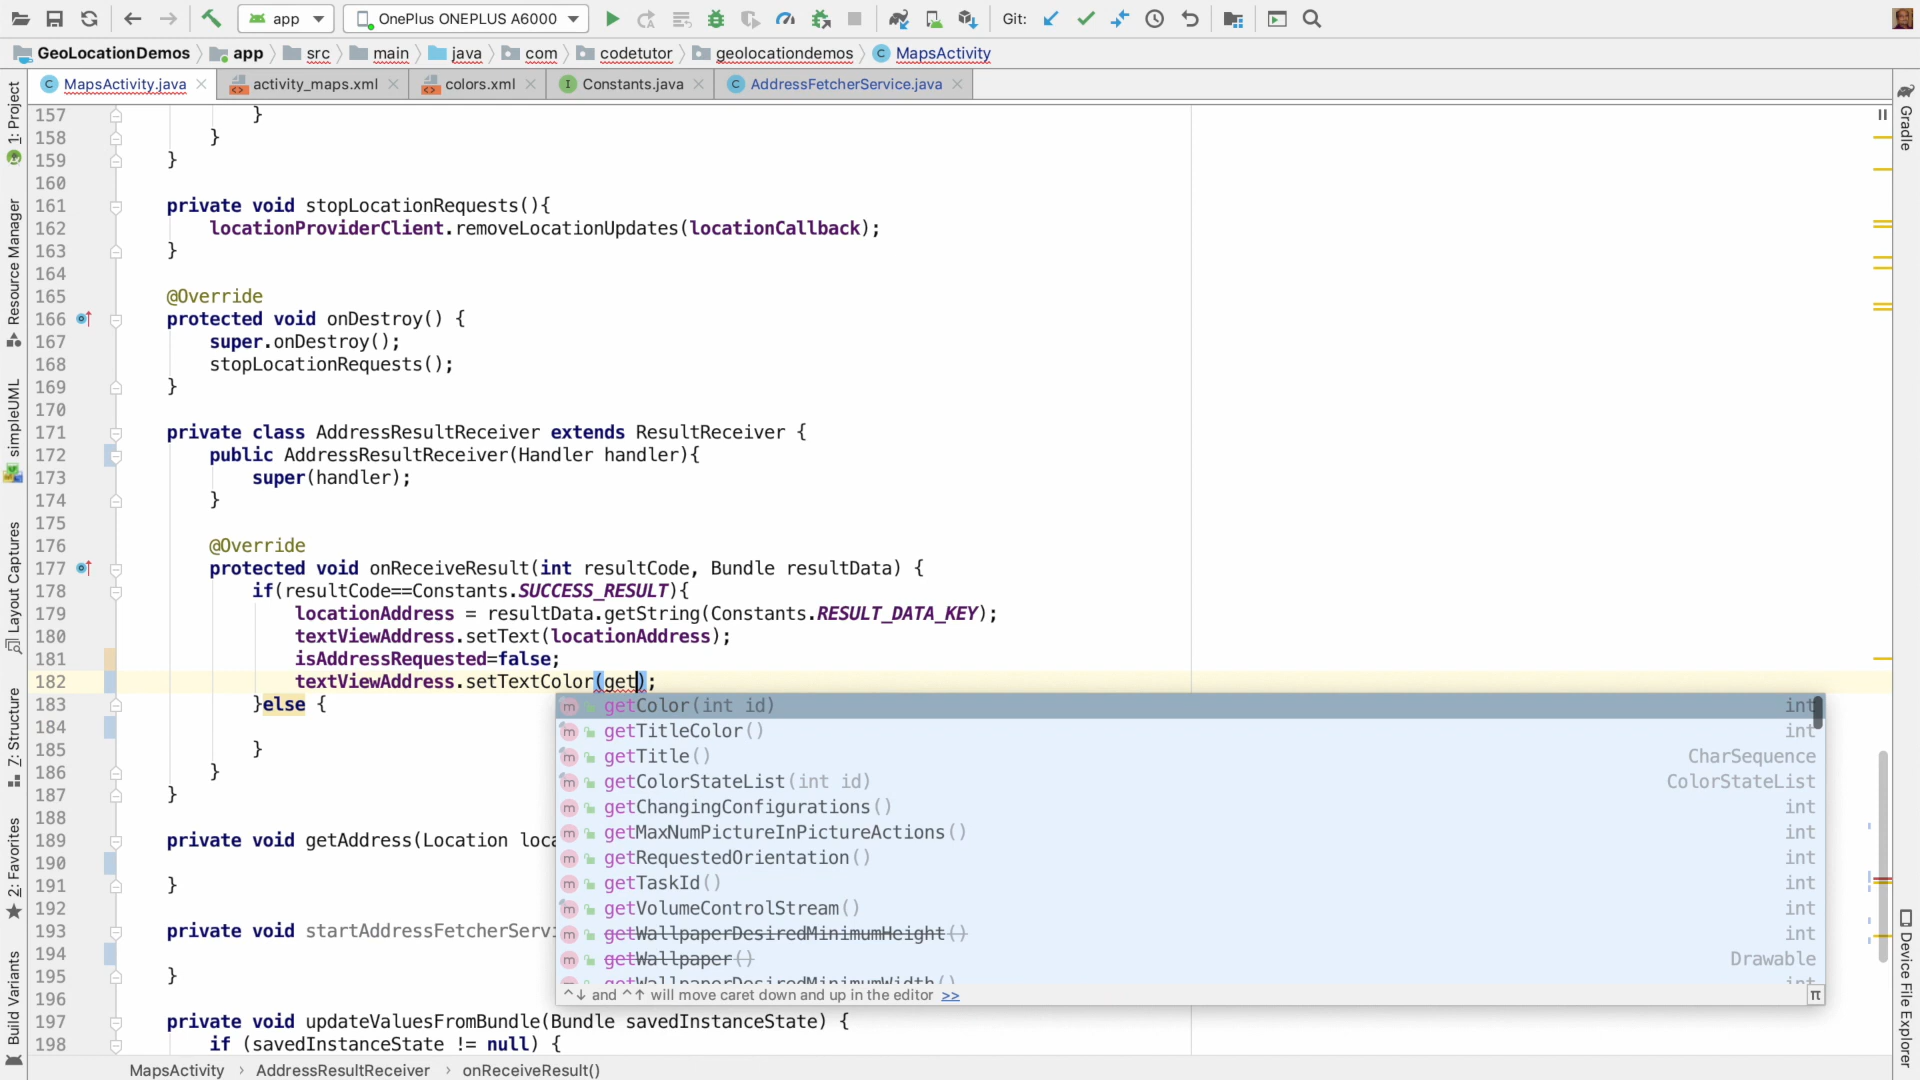 app
OnePlus ONEPLUS A6000
Git:
GeoLocationDemos
app
src
main
java
com
codetutor
geolocationdemos
MapsActivity
MapsActivity.java
activity_maps.xml
colors.xml
Constants.java
AddressFetcherService.java
1: Project
Resource Manager
simpleUML
Layout Captures
7: Structure
2: Favorites
Build Variants
Gradle
Device File Explorer
157 }
158 }
159 }
160
161 private void stopLocationRequests(){
162 locationProviderClient.removeLocationUpdates(locationCallback);
163 }
164
165 @Override
166 protected void onDestroy() {
167 super.onDestroy();
168 stopLocationRequests();
169 }
170
171 private class AddressResultReceiver extends ResultReceiver {
172 public AddressResultReceiver(Handler handler){
173 super(handler);
174 }
175
176 @Override
177 protected void onReceiveResult(int resultCode, Bundle resultData) {
178 if(resultCode==Constants.SUCCESS_RESULT){
179 locationAddress = resultData.getString(Constants.RESULT_DATA_KEY);
180 textViewAddress.setText(locationAddress);
181 isAddressRequested=false;
182 textViewAddress.setTextColor(get);
183 }else {
184
185 }
186 }
187 }
188
189 private void getAddress(Location loca
190
191 }
192
193 private void startAddressFetcherServi
194
195 }
196
197 private void updateValuesFromBundle(Bundle savedInstanceState) {
198 if (savedInstanceState != null) {
getColor(int id) int
getTitleColor() int
getTitle() CharSequence
getColorStateList(int id) ColorStateList
getChangingConfigurations() int
getMaxNumPictureInPictureActions() int
getRequestedOrientation() int
getTaskId() int
getVolumeControlStream() int
getWallpaperDesiredMinimumHeight() int
getWallpaper() Drawable
getWallpaperDesiredMinimumWidth() int
^↓ and ^↑ will move caret down and up in the editor >>
π
MapsActivity › AddressResultReceiver › onReceiveResult()